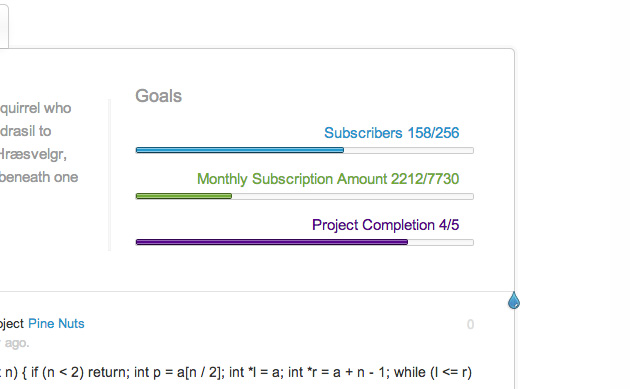 Goals
quirrel who
drasil to
Hræsvelgr,
beneath one
Subscribers 158/256
Monthly Subscription Amount 2212/7730
Project Completion 4/5
oject Pine Nuts
0
r ago.
t n) { if (n < 2) return; int p = a[n / 2]; int *l = a; int *r = a + n - 1; while (l <= r)